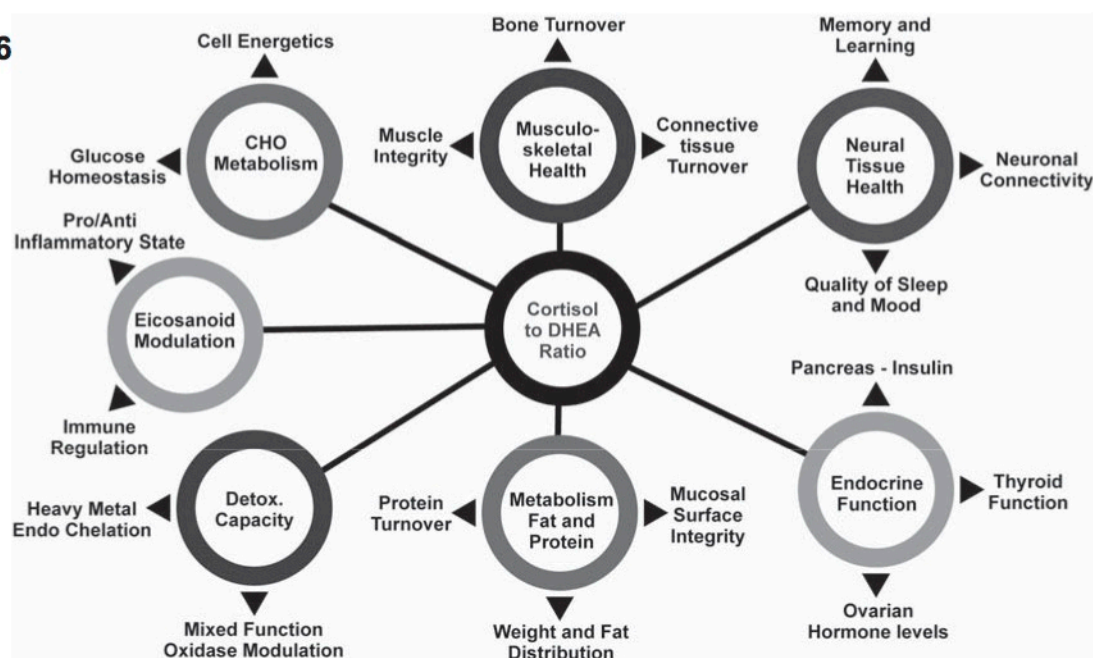 6
Cell Energetics
CHO
Metabolism
Glucose
Homeostasis
Bone Turnover
Musculo-
skeletal
Health
Muscle
Integrity
Connective
tissue
Turnover
Memory and
Learning
Neural
Tissue
Health
Neuronal
Connectivity
Quality of Sleep
and Mood
Pro/Anti
Inflammatory State
Eicosanoid
Modulation
Immune
Regulation
Cortisol
to DHEA
Ratio
Pancreas - Insulin
Endocrine
Function
Thyroid
Function
Ovarian
Hormone levels
Detox.
Capacity
Heavy Metal
Endo Chelation
Mixed Function
Oxidase Modulation
Metabolism
Fat and
Protein
Protein
Turnover
Mucosal
Surface
Integrity
Weight and Fat
Distribution